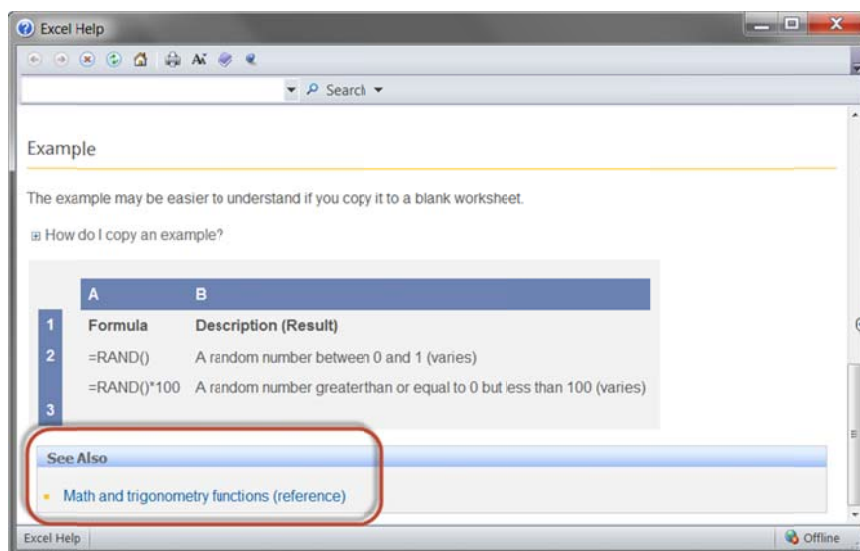 Excel Help
Search
Example
The example may be easier to understand if you copy it to a blank worksheet.
How do I copy an example?
A B
1 Formula Description (Result)
2 =RAND() A random number between 0 and 1 (varies)
=RAND()*100 A random number greaterthan or equal to 0 but less than 100 (varies)
3
See Also
Math and trigonometry functions (reference)
Excel Help Offline